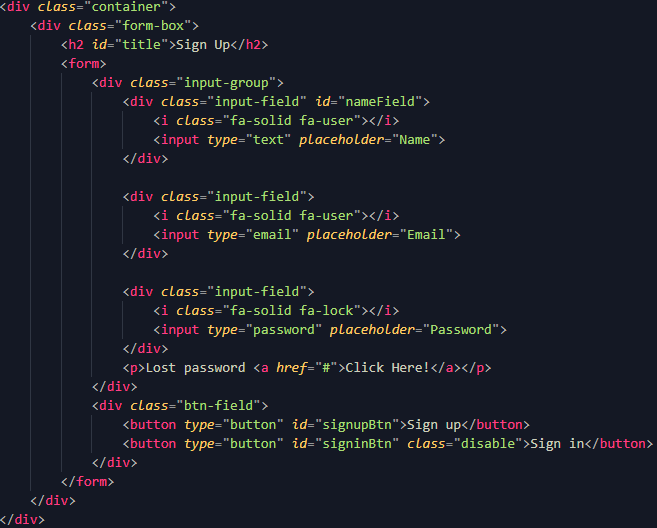 <div class="container">
    <div class="form-box">
        <h2 id="title">Sign Up</h2>
        <form>
            <div class="input-group">
                <div class="input-field" id="nameField">
                    <i class="fa-solid fa-user"></i>
                    <input type="text" placeholder="Name">
                </div>

                <div class="input-field">
                    <i class="fa-solid fa-user"></i>
                    <input type="email" placeholder="Email">
                </div>

                <div class="input-field">
                    <i class="fa-solid fa-lock"></i>
                    <input type="password" placeholder="Password">
                </div>
                <p>Lost password <a href="#">Click Here!</a></p>
            </div>
            <div class="btn-field">
                <button type="button" id="signupBtn">Sign up</button>
                <button type="button" id="signinBtn" class="disable">Sign in</button>
            </div>
        </form>
    </div>
</div>